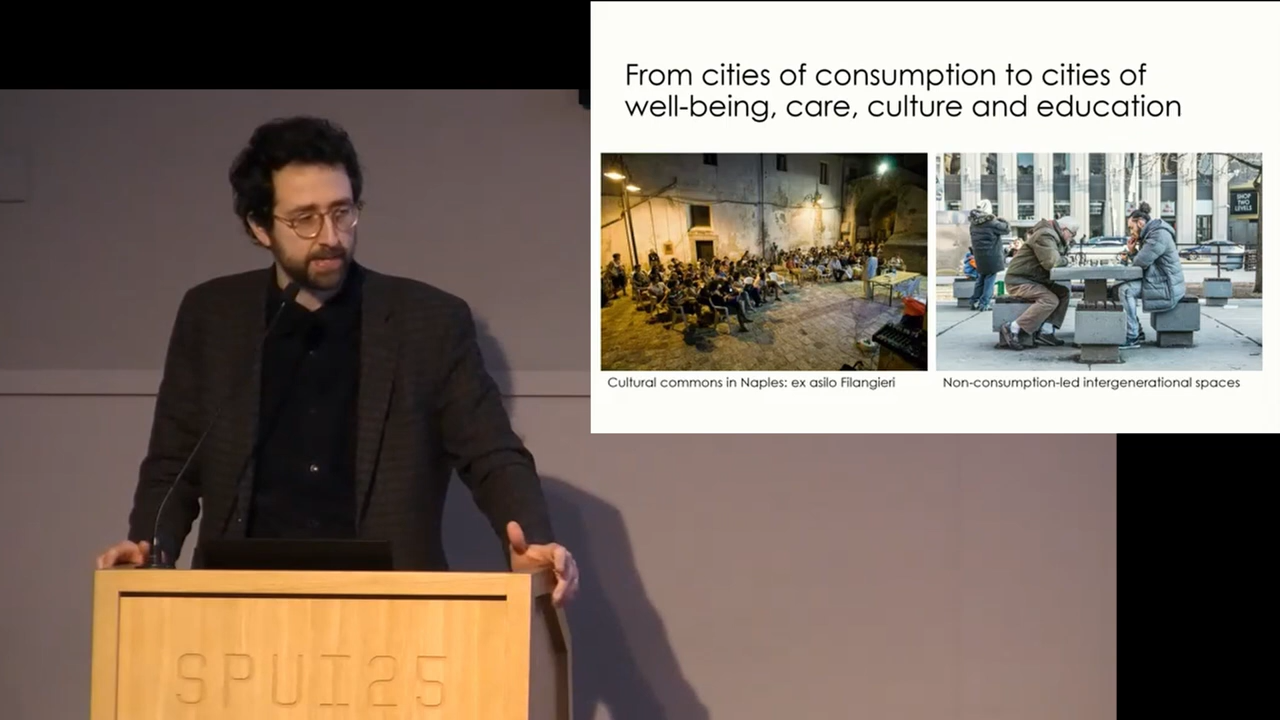 From cities of consumption to cities of
well-being, care, culture and education
SHOP
TWO
LEVELS
Cultural commons in Naples: ex asilo Filangieri
Non-consumption-led intergenerational spaces
SPUI25